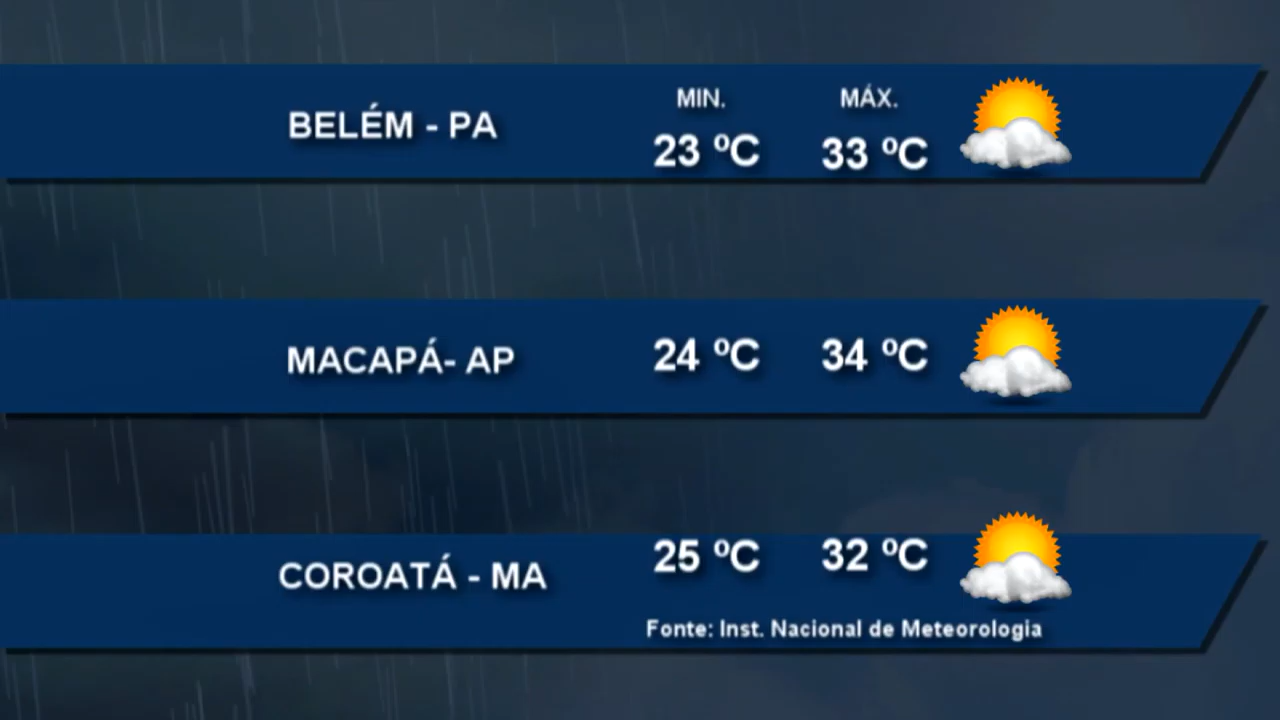 MIN. MÁX.
BELÉM - PA 23 ºC 33 ºC
MACAPÁ- AP 24 ºC 34 ºC
COROATÁ - MA 25 ºC 32 ºC
Fonte: Inst. Nacional de Meteorologia